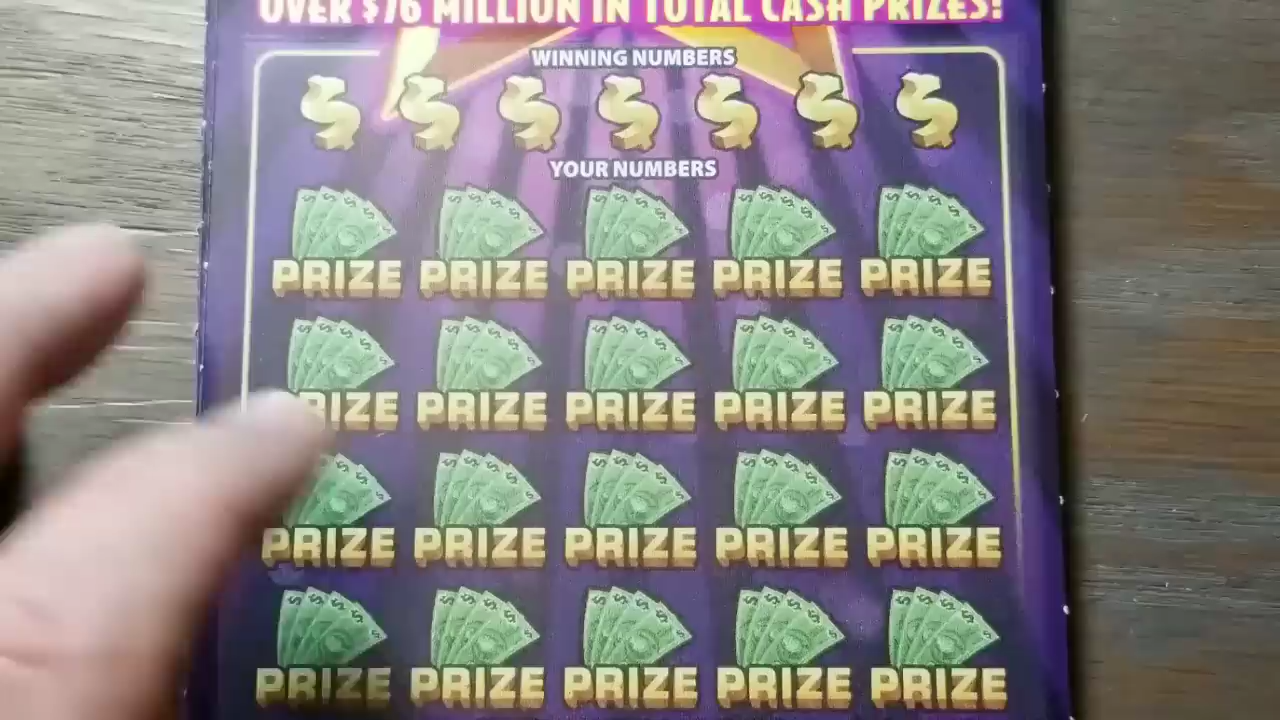 OVER $76 MILLION IN TOTAL CASH PRIZES!
WINNING NUMBERS
$ $ $ $ $ $ $
YOUR NUMBERS
PRIZE PRIZE PRIZE PRIZE PRIZE
PRIZE PRIZE PRIZE PRIZE PRIZE
PRIZE PRIZE PRIZE PRIZE PRIZE
PRIZE PRIZE PRIZE PRIZE PRIZE